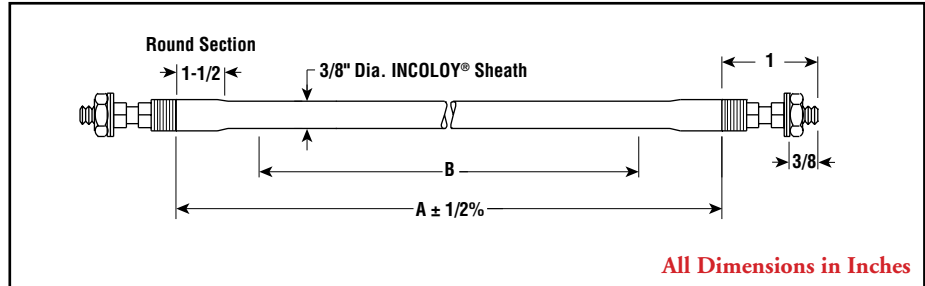 Round Section
1-1/2
3/8" Dia. INCOLOY® Sheath
1
3/8
B
A ± 1/2%
All Dimensions in Inches